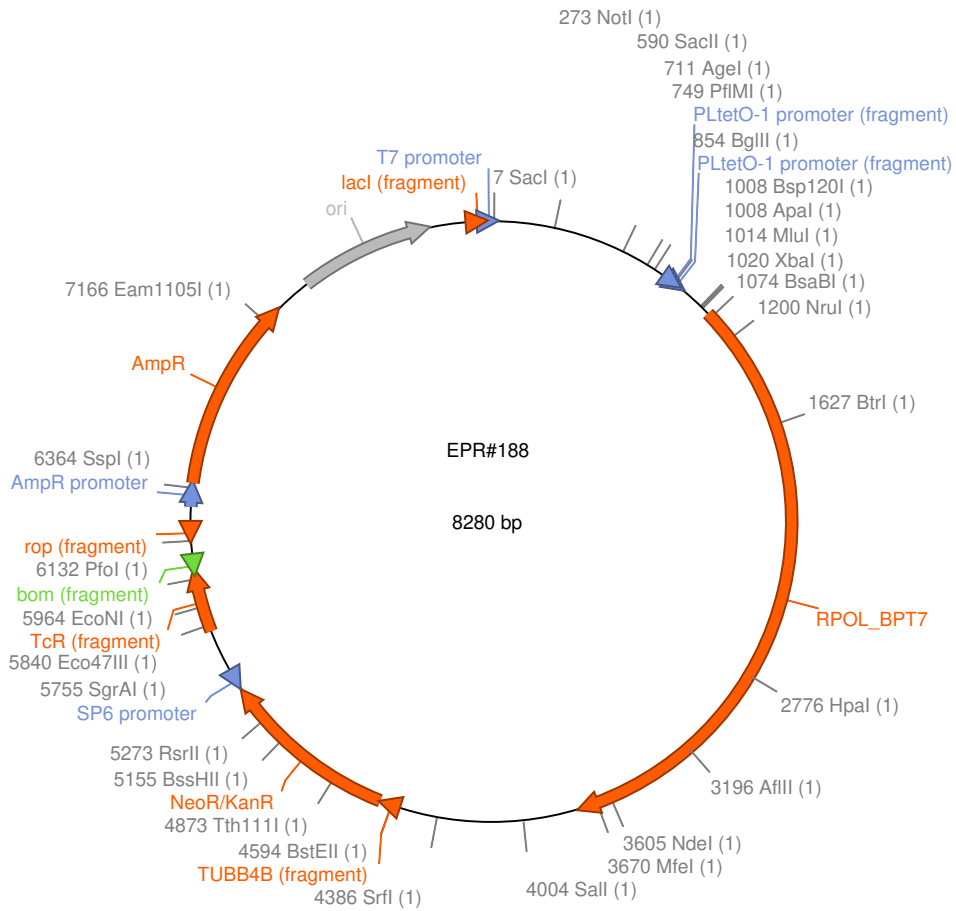 273 NotI (1)
590 SacII (1)
711 AgeI (1)
749 PflMI (1)
PLtetO-1 promoter (fragment)
854 BglII (1)
PLtetO-1 promoter (fragment)
T7 promoter
7 SacI (1)
lacI (fragment)
1008 Bsp120I (1)
1008 ApaI (1)
1014 MluI (1)
1020 XbaI (1)
1074 BsaBI (1)
1200 NruI (1)
ori
7166 Eam1105I (1)
AmpR
1627 BtrI (1)
EPR#188
8280 bp
6364 SspI (1)
AmpR promoter
rop (fragment)
6132 PfoI (1)
bom (fragment)
5964 EcoNI (1)
TcR (fragment)
5840 Eco47III (1)
5755 SgrAI (1)
SP6 promoter
RPOL_BPT7
2776 HpaI (1)
5273 RsrII (1)
5155 BssHII (1)
NeoR/KanR
4873 Tth111I (1)
4594 BstEII (1)
TUBB4B (fragment)
4386 SrfI (1)
3196 AflII (1)
3605 NdeI (1)
3670 MfeI (1)
4004 SalI (1)